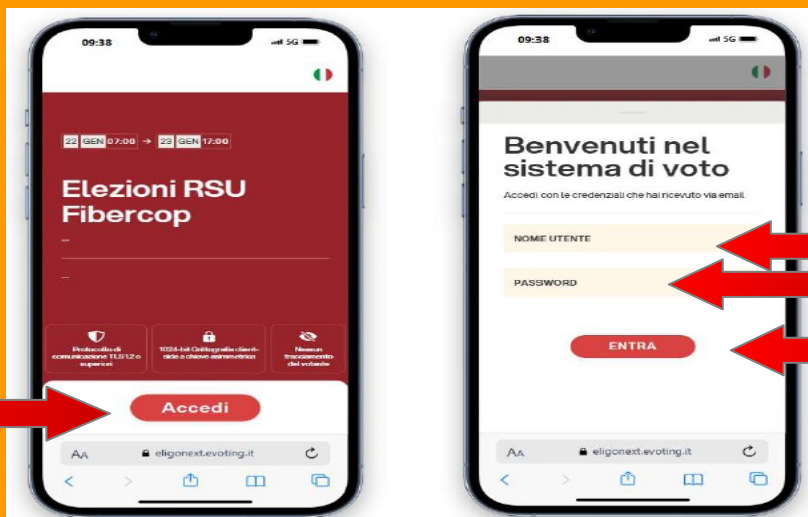 09:38
5G
22 GEN 07:00 → 23 GEN 17:00
Elezioni RSU
Fibercop
--
--
Protocollo di
comunicazione TLS 1.2 o
superiori
1024-bit Crittografia client-
side a chiave asimmetrica
Nessun
tracciamento
del votante
Accedi
AA
eligonext.evoting.it
09:38
5G
Benvenuti nel
sistema di voto
Accedi con le credenziali che hai ricevuto via email
NOME UTENTE
PASSWORD
ENTRA
AA
eligonext.evoting.it